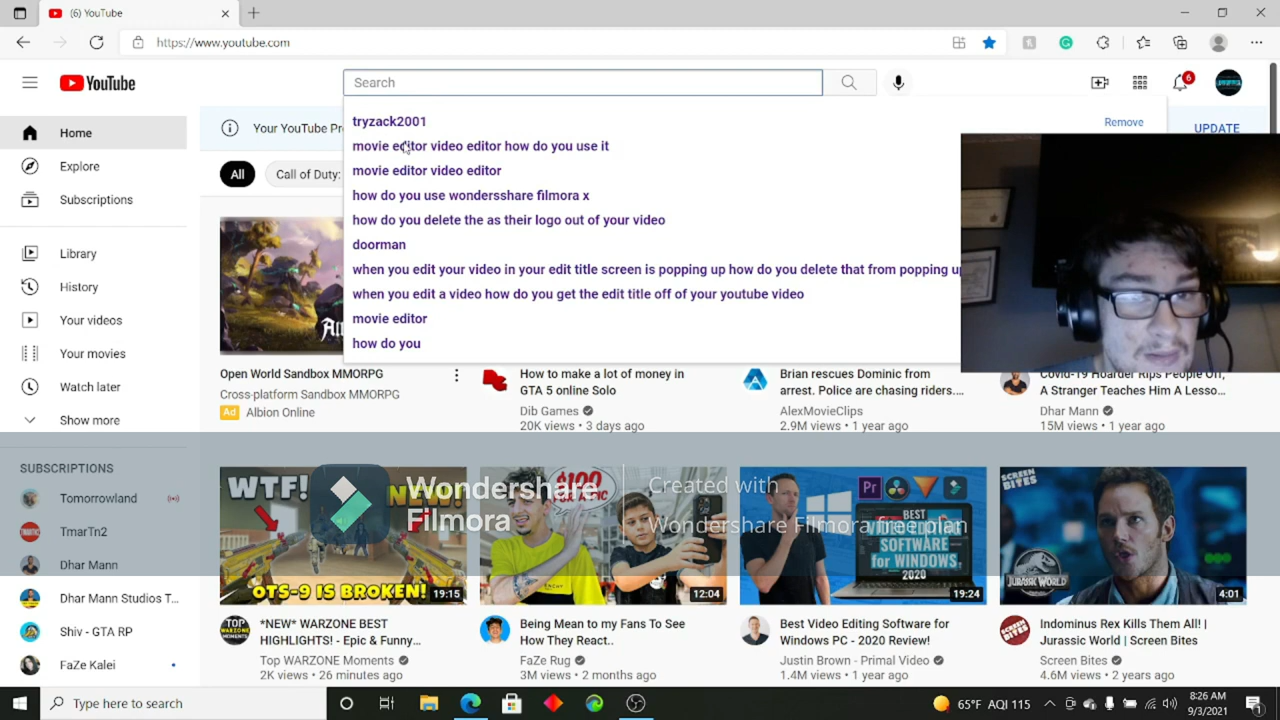 (6) YouTube
https://www.youtube.com
YouTube
Search
6
tryzack2001
Remove
movie editor video editor how do you use it
movie editor video editor
how do you use wondersshare filmora x
how do you delete the as their logo out of your video
doorman
when you edit your video in your edit title screen is popping up how do you delete that from popping up
when you edit a video how do you get the edit title off of your youtube video
movie editor
how do you
Home
Explore
Subscriptions
Library
History
Your videos
Your movies
Watch later
Show more
Your YouTube Pr
UPDATE
All
Call of Duty:
Open World Sandbox MMORPG
Cross-platform Sandbox MMORPG
Ad Albion Online
How to make a lot of money in
GTA 5 online Solo
Dib Games
20K views • 3 days ago
Brian rescues Dominic from
arrest. Police are chasing riders....
AlexMovieClips
2.9M views • 1 year ago
Covid-19 Hoarder Rips People Off,
A Stranger Teaches Him A Lesso...
Dhar Mann
15M views • 1 year ago
SUBSCRIPTIONS
Tomorrowland
TmarTn2
Dhar Mann
Dhar Mann Studios T...
Shiv - GTA RP
FaZe Kalei
Wondershare
Filmora
Created with
Wondershare Filmora free plan
WTF!
OTS-9 IS BROKEN!
19:15
$100
12:04
Pr
BEST
SOFTWARE
for WINDOWS
2020
19:24
SCREEN
BITES
JURASSIC WORLD
4:01
*NEW* WARZONE BEST
HIGHLIGHTS! - Epic & Funny...
TOP
WARZONE
MOMENTS
Top WARZONE Moments
2K views • 26 minutes ago
Being Mean to my Fans To See
How They React..
FaZe Rug
3M views • 2 months ago
Best Video Editing Software for
Windows PC - 2020 Review!
Justin Brown - Primal Video
1.4M views • 1 year ago
Indominus Rex Kills Them All! |
Jurassic World | Screen Bites
Screen Bites
4.6M views • 2 years ago
Type here to search
65°F AQI 115
8:26 AM
9/3/2021
1